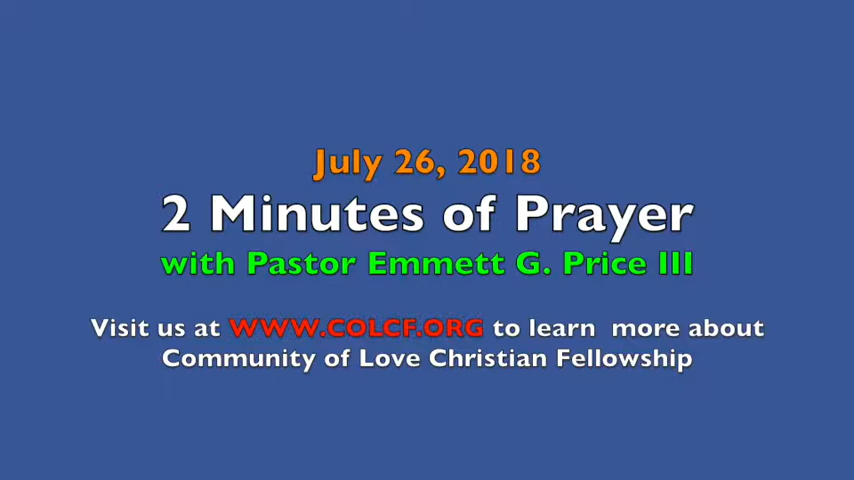 July 26, 2018
2 Minutes of Prayer
with Pastor Emmett G. Price III
Visit us at WWW.COLCF.ORG to learn more about
Community of Love Christian Fellowship